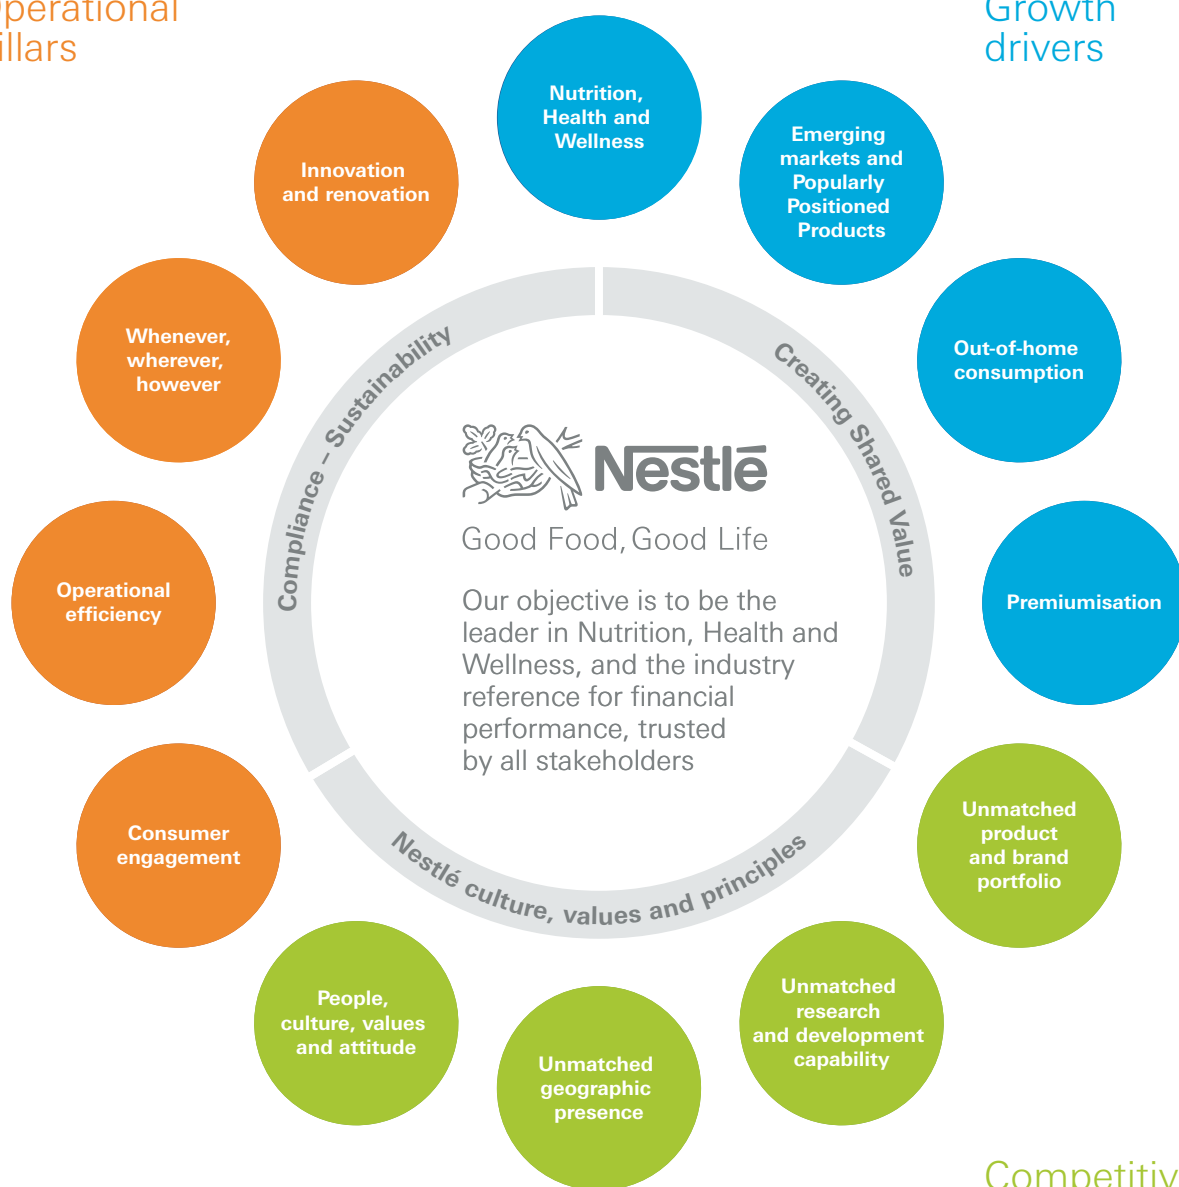 perational
illars
Growth
drivers
Nutrition,
Health and
Wellness
Emerging
markets and
Popularly
Positioned
Products
Innovation
and renovation
Whenever,
wherever,
however
Out-of-home
consumption
Compliance – Sustainability
Creating Shared Value
Nestlé
Good Food, Good Life
Our objective is to be the
leader in Nutrition, Health and
Wellness, and the industry
reference for financial
performance, trusted
by all stakeholders
Operational
efficiency
Premiumisation
Consumer
engagement
Unmatched
product
and brand
portfolio
Nestlé culture, values and principles
People,
culture, values
and attitude
Unmatched
geographic
presence
Unmatched
research
and development
capability
Competitiv